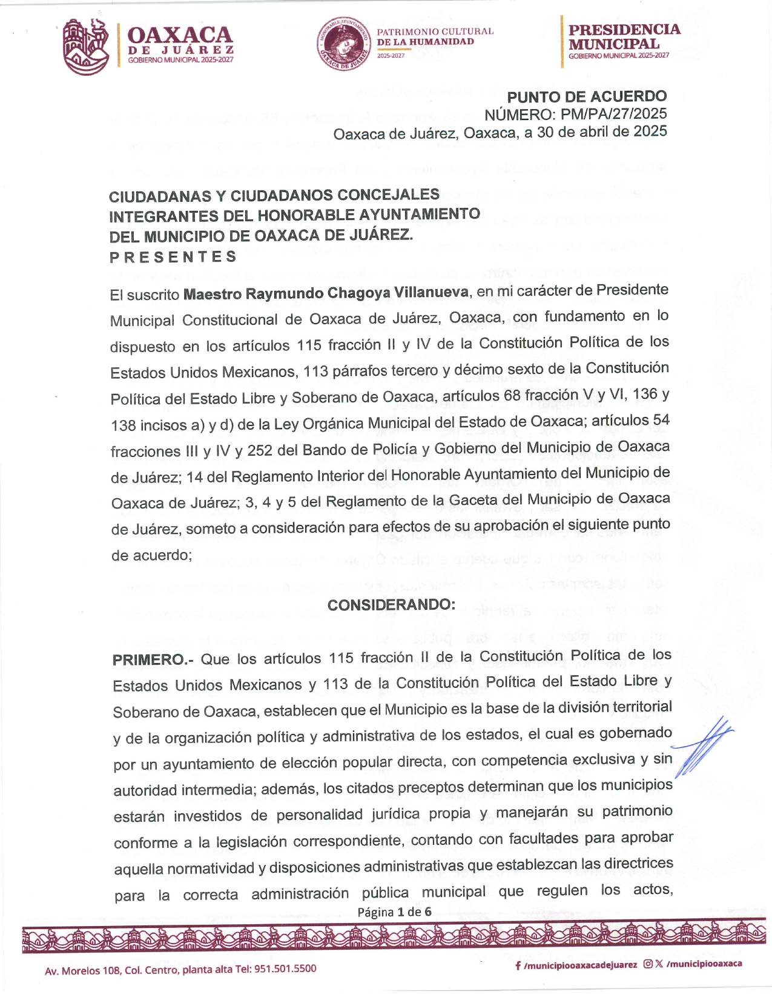 OAXACA
DE JUÁREZ
GOBIERNO MUNICIPAL 2025-2027
HONORABLE AYUNTAMIENTO
OAXACA DE JUÁREZ
PATRIMONIO CULTURAL
DE LA HUMANIDAD
2025-2027
PRESIDENCIA
MUNICIPAL
GOBIERNO MUNICIPAL 2025-2027
PUNTO DE ACUERDO
NÚMERO: PM/PA/27/2025
Oaxaca de Juárez, Oaxaca, a 30 de abril de 2025
CIUDADANAS Y CIUDADANOS CONCEJALES
INTEGRANTES DEL HONORABLE AYUNTAMIENTO
DEL MUNICIPIO DE OAXACA DE JUÁREZ.
P R E S E N T E S
El suscrito Maestro Raymundo Chagoya Villanueva, en mi carácter de Presidente
Municipal Constitucional de Oaxaca de Juárez, Oaxaca, con fundamento en lo
dispuesto en los artículos 115 fracción II y IV de la Constitución Política de los
Estados Unidos Mexicanos, 113 párrafos tercero y décimo sexto de la Constitución
Política del Estado Libre y Soberano de Oaxaca, artículos 68 fracción V y VI, 136 y
138 incisos a) y d) de la Ley Orgánica Municipal del Estado de Oaxaca; artículos 54
fracciones III y IV y 252 del Bando de Policía y Gobierno del Municipio de Oaxaca
de Juárez; 14 del Reglamento Interior del Honorable Ayuntamiento del Municipio de
Oaxaca de Juárez; 3, 4 y 5 del Reglamento de la Gaceta del Municipio de Oaxaca
de Juárez, someto a consideración para efectos de su aprobación el siguiente punto
de acuerdo;
CONSIDERANDO:
PRIMERO.- Que los artículos 115 fracción II de la Constitución Política de los
Estados Unidos Mexicanos y 113 de la Constitución Política del Estado Libre y
Soberano de Oaxaca, establecen que el Municipio es la base de la división territorial
y de la organización política y administrativa de los estados, el cual es gobernado
por un ayuntamiento de elección popular directa, con competencia exclusiva y sin
autoridad intermedia; además, los citados preceptos determinan que los municipios
estarán investidos de personalidad jurídica propia y manejarán su patrimonio
conforme a la legislación correspondiente, contando con facultades para aprobar
aquella normatividad y disposiciones administrativas que establezcan las directrices
para la correcta administración pública municipal que regulen los actos,
Página 1 de 6
Av. Morelos 108, Col. Centro, planta alta Tel: 951.501.5500
/municipiooaxacadejuarez /municipiooaxaca